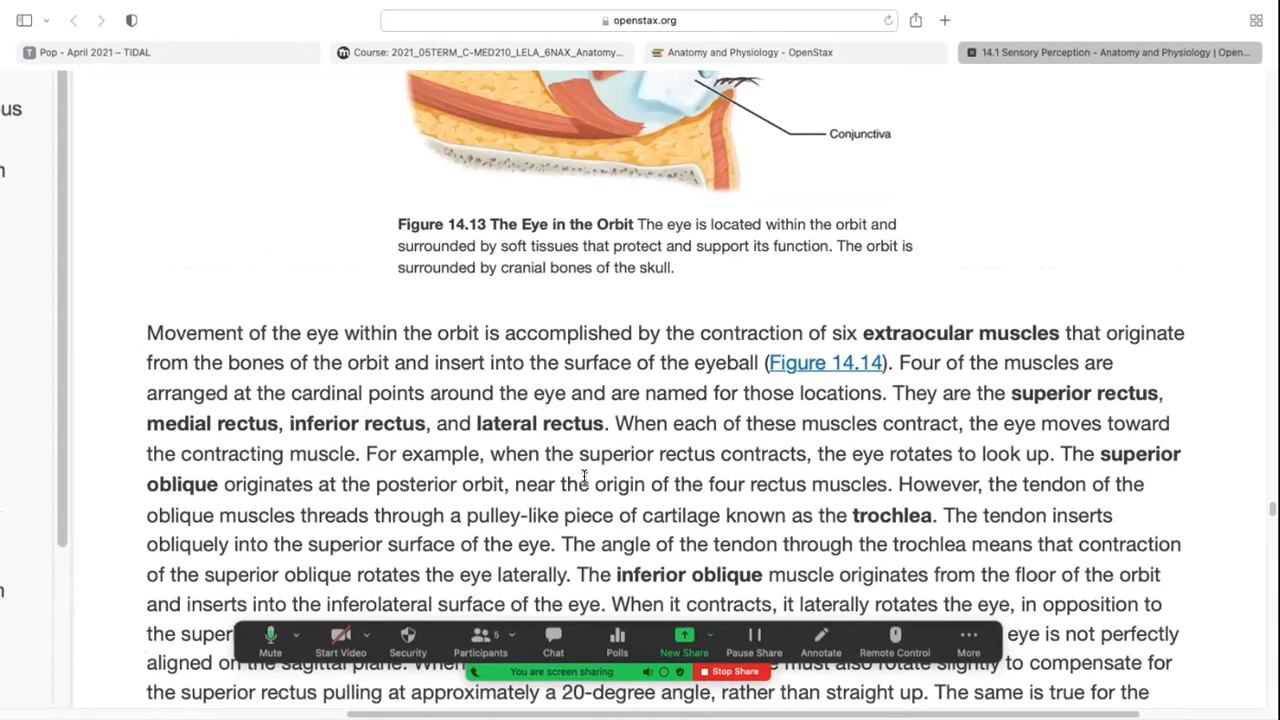 openstax.org
Pop - April 2021 – TIDAL
Course: 2021_05TERM_C-MED210_LELA_6NAX_Anatomy...
Anatomy and Physiology - OpenStax
14.1 Sensory Perception - Anatomy and Physiology | Open...
Conjunctiva
Figure 14.13 The Eye in the Orbit The eye is located within the orbit and
surrounded by soft tissues that protect and support its function. The orbit is
surrounded by cranial bones of the skull.
Movement of the eye within the orbit is accomplished by the contraction of six extraocular muscles that originate
from the bones of the orbit and insert into the surface of the eyeball (Figure 14.14). Four of the muscles are
arranged at the cardinal points around the eye and are named for those locations. They are the superior rectus,
medial rectus, inferior rectus, and lateral rectus. When each of these muscles contract, the eye moves toward
the contracting muscle. For example, when the superior rectus contracts, the eye rotates to look up. The superior
oblique originates at the posterior orbit, near the origin of the four rectus muscles. However, the tendon of the
oblique muscles threads through a pulley-like piece of cartilage known as the trochlea. The tendon inserts
obliquely into the superior surface of the eye. The angle of the tendon through the trochlea means that contraction
of the superior oblique rotates the eye laterally. The inferior oblique muscle originates from the floor of the orbit
and inserts into the inferolateral surface of the eye. When it contracts, it laterally rotates the eye, in opposition to
the super eye is not perfectly
aligned on the sagittal plane. When must also rotate slightly to compensate for
the superior rectus pulling at approximately a 20-degree angle, rather than straight up. The same is true for the
Mute
Start Video
Security
Participants
5
Chat
Polls
New Share
Pause Share
Annotate
Remote Control
More
You are screen sharing
Stop Share